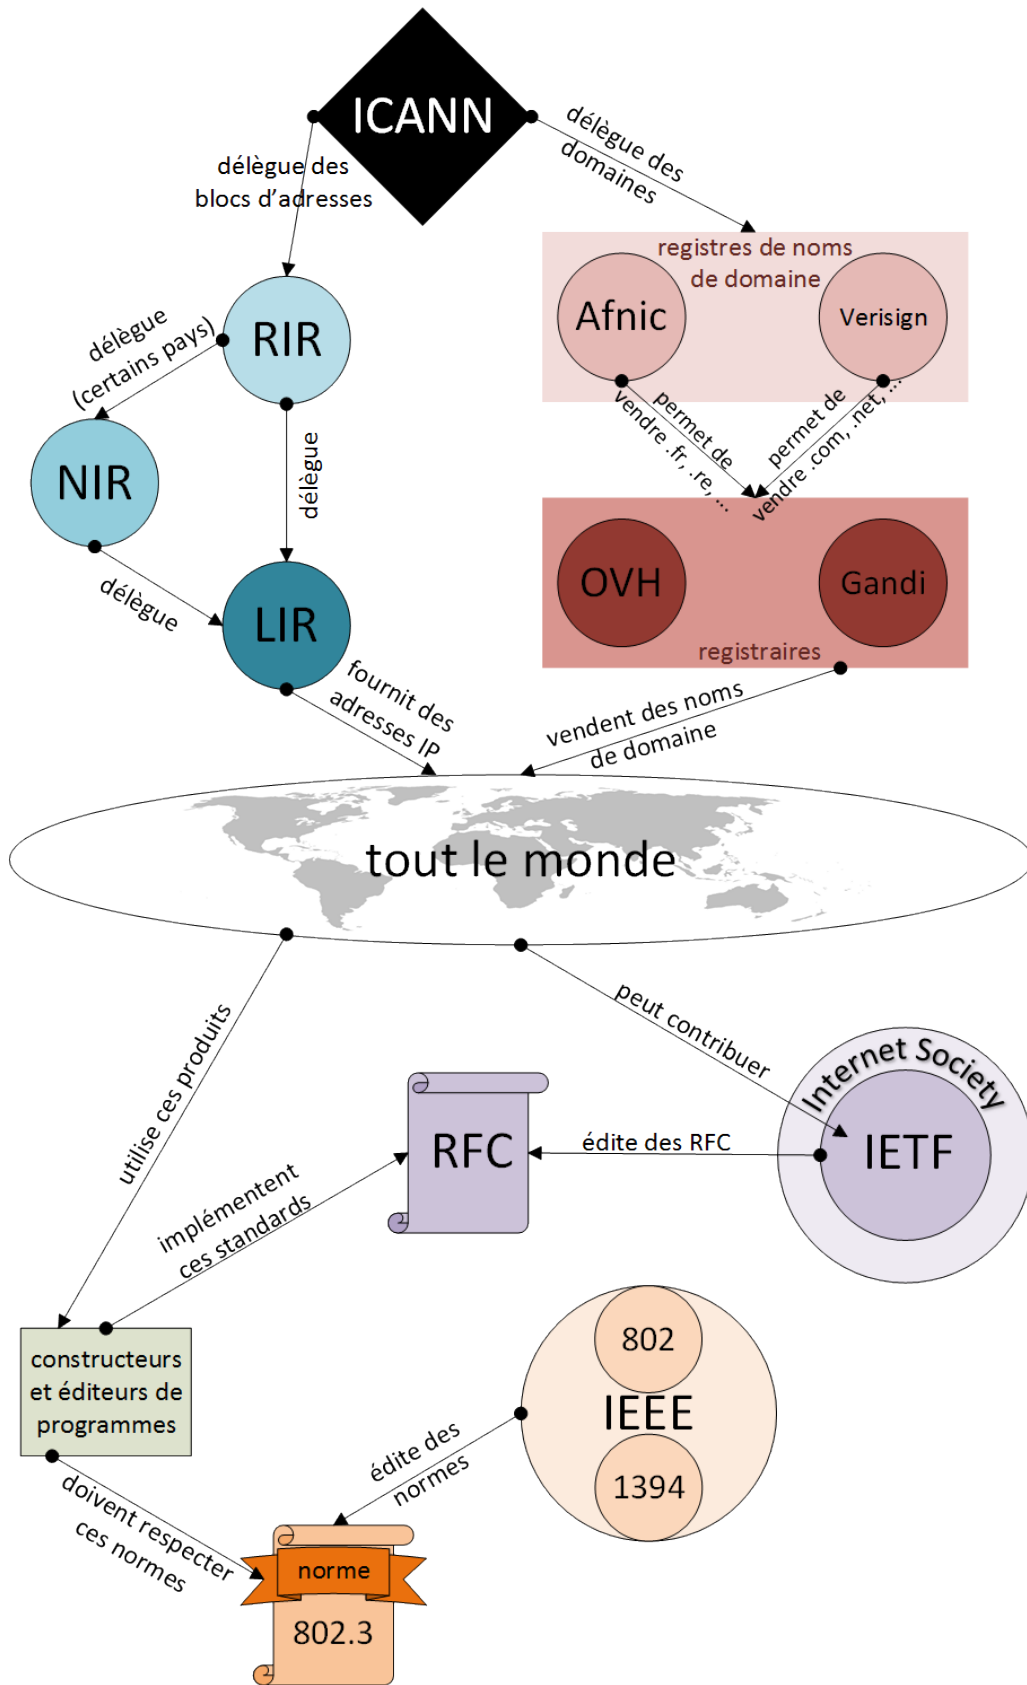 ICANN
délègue des
blocs d’adresses
délègue des
domaines
registres de noms
de domaine
Afnic
Verisign
RIR
délègue
(certains pays)
NIR
délègue
délègue
LIR
permet de
vendre .fr, .re, ...
permet de
vendre .com, .net, ...
OVH
Gandi
registraires
fournit des
adresses IP
vendent des noms
de domaine
tout le monde
utilise ces produits
peut contribuer
Internet Society
IETF
édite des RFC
RFC
implémentent
ces standards
constructeurs
et éditeurs de
programmes
802
IEEE
1394
édite des
normes
doivent respecter
ces normes
norme
802.3